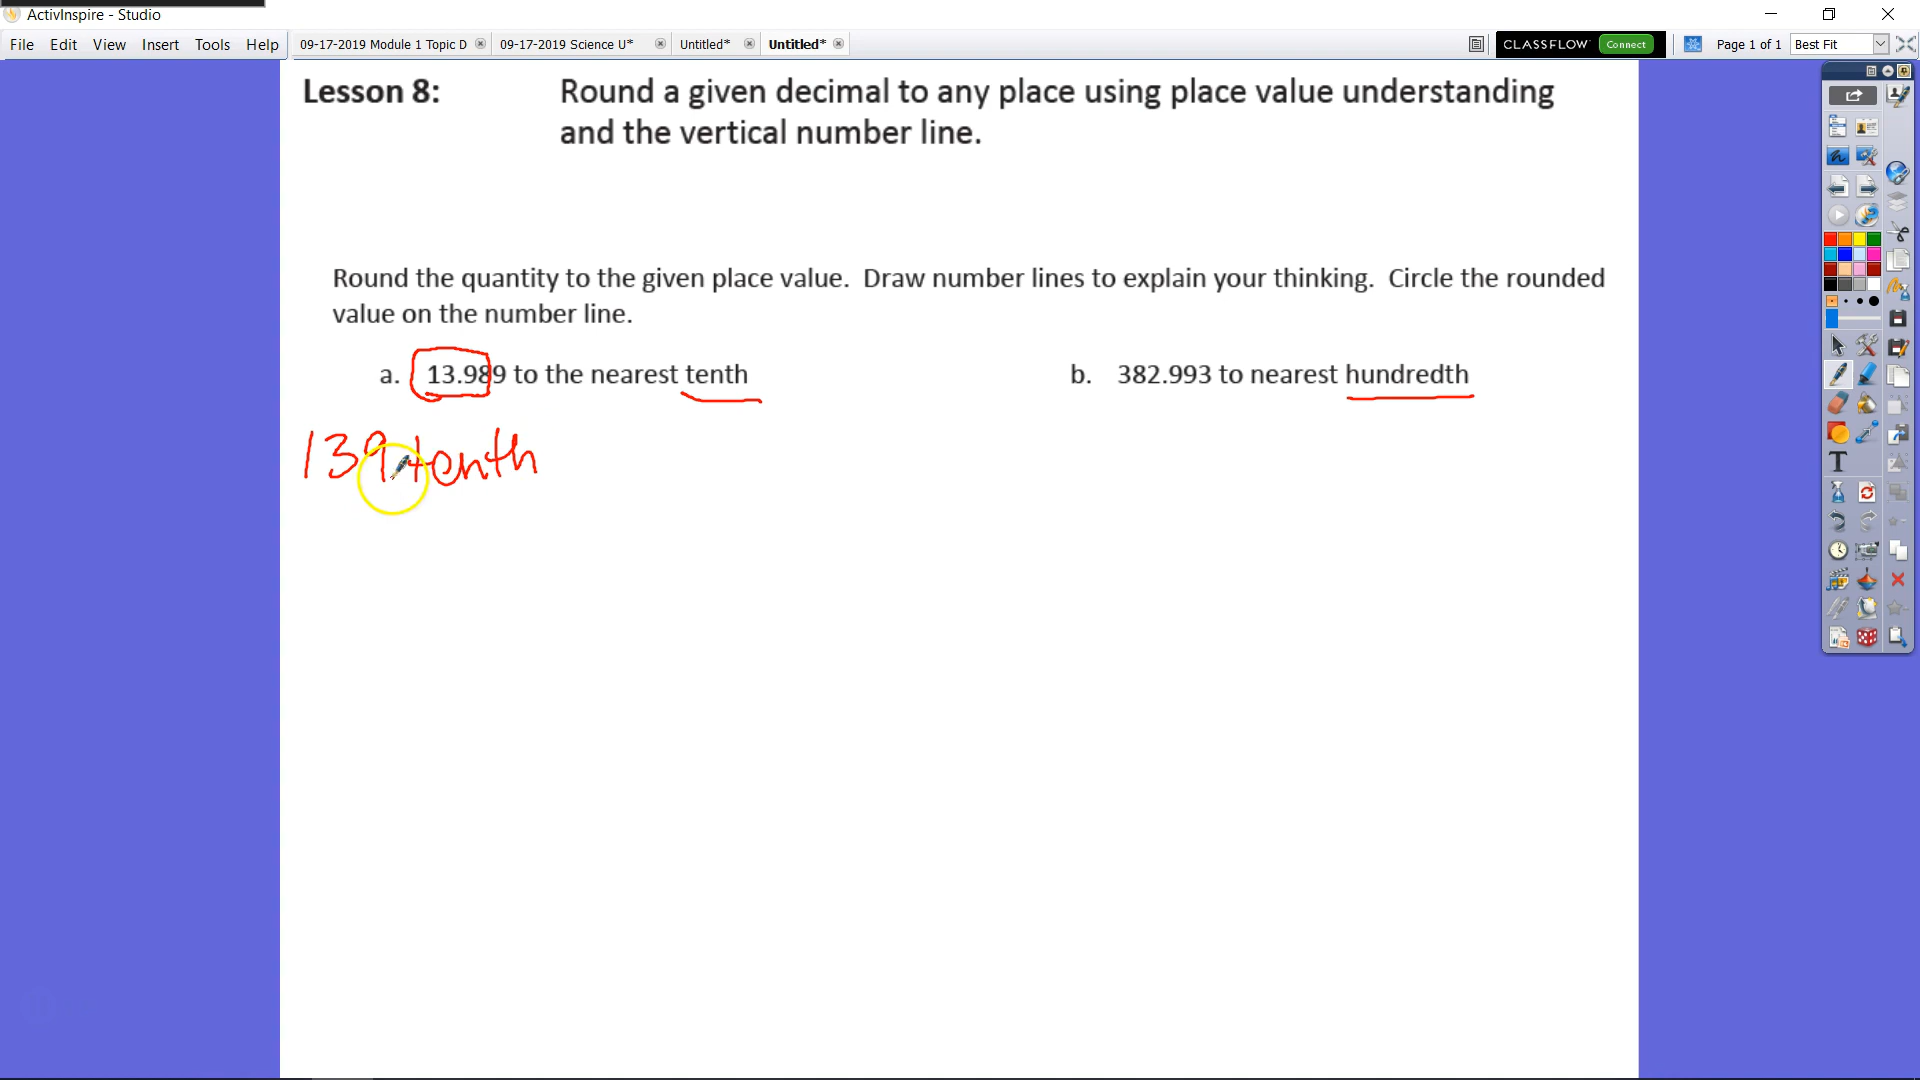 ActivInspire - Studio
File Edit View Insert Tools Help
09-17-2019 Module 1 Topic D 09-17-2019 Science U* Untitled* Untitled*
CLASSFLOW Connect Page 1 of 1 Best Fit
Lesson 8: Round a given decimal to any place using place value understanding
and the vertical number line.
Round the quantity to the given place value. Draw number lines to explain your thinking. Circle the rounded
value on the number line.
a. 13.989 to the nearest tenth b. 382.993 to nearest hundredth
139 tenth